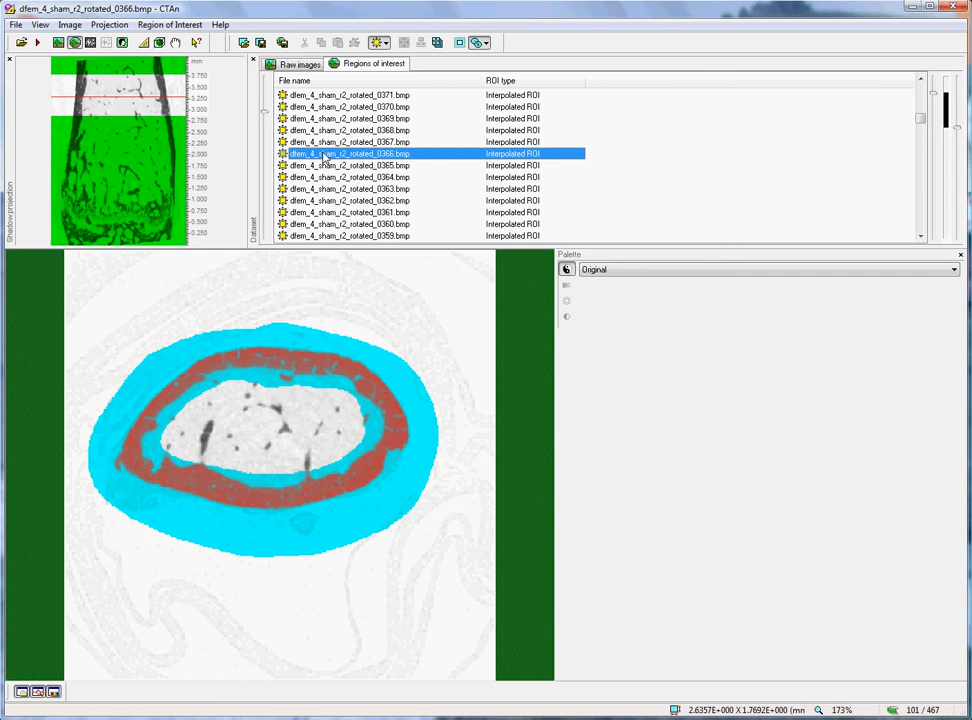 dfem_4_sham_r2_rotated_0366.bmp - CTAn
File View Image Projection Region of Interest Help
Raw images Regions of interest
File name ROI type
dfem_4_sham_r2_rotated_0371.bmp Interpolated ROI
dfem_4_sham_r2_rotated_0370.bmp Interpolated ROI
dfem_4_sham_r2_rotated_0369.bmp Interpolated ROI
dfem_4_sham_r2_rotated_0368.bmp Interpolated ROI
dfem_4_sham_r2_rotated_0367.bmp Interpolated ROI
dfem_4_sham_r2_rotated_0366.bmp Interpolated ROI
dfem_4_sham_r2_rotated_0365.bmp Interpolated ROI
dfem_4_sham_r2_rotated_0364.bmp Interpolated ROI
dfem_4_sham_r2_rotated_0363.bmp Interpolated ROI
dfem_4_sham_r2_rotated_0362.bmp Interpolated ROI
dfem_4_sham_r2_rotated_0361.bmp Interpolated ROI
dfem_4_sham_r2_rotated_0360.bmp Interpolated ROI
dfem_4_sham_r2_rotated_0359.bmp Interpolated ROI
mm
3.750
3.500
3.250
3.000
2.750
2.500
2.250
2.000
1.750
1.500
1.250
1.000
0.750
0.500
0.250
Shadow projection
Dataset
Palette
Original
2.6357E+000 X 1.7692E+000 (mm
173%
101 / 467